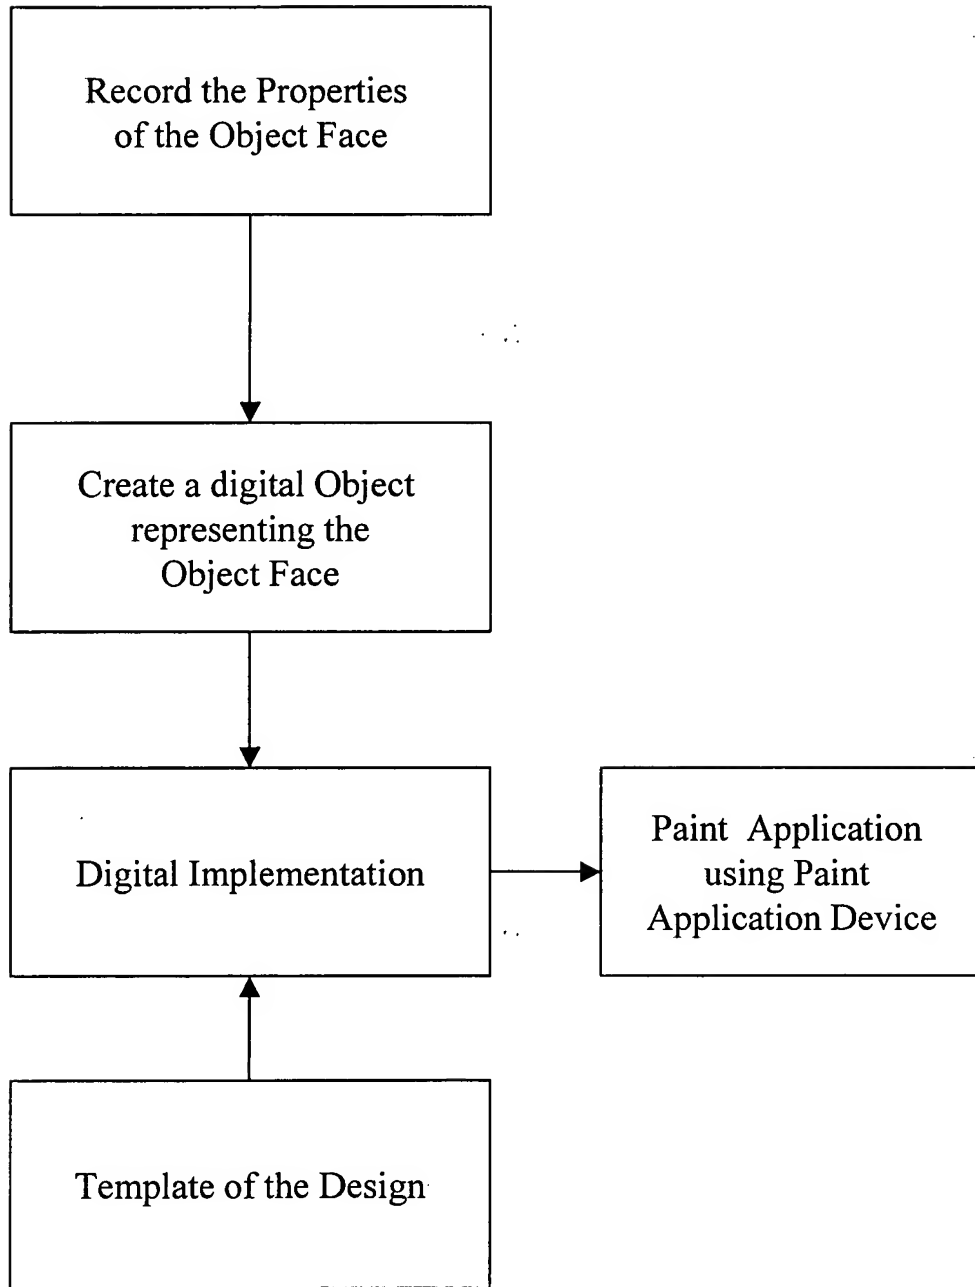 Record the Properties
of the Object Face
Create a digital Object
representing the
Object Face
Digital Implementation
Paint Application
using Paint
Application Device
Template of the Design